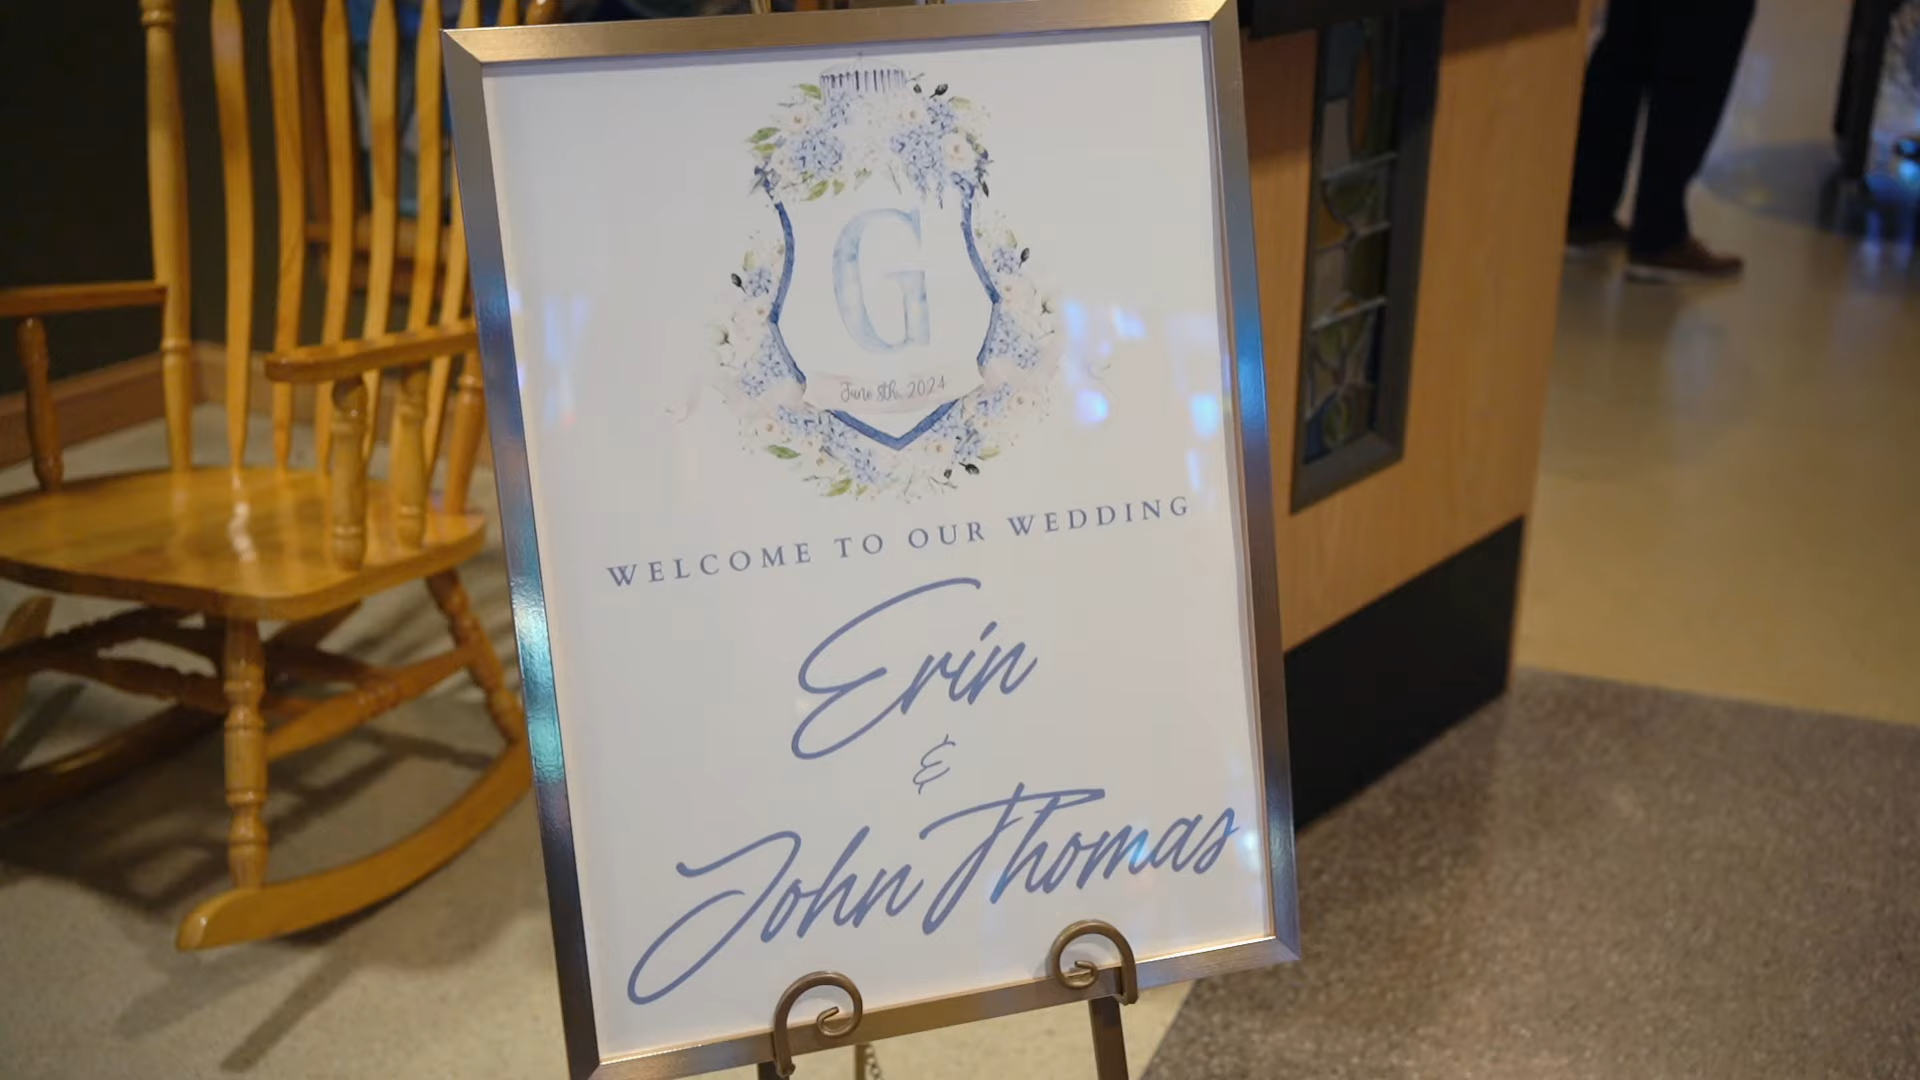 G
June 8th, 2024
WELCOME TO OUR WEDDING
Erin
&
John Thomas